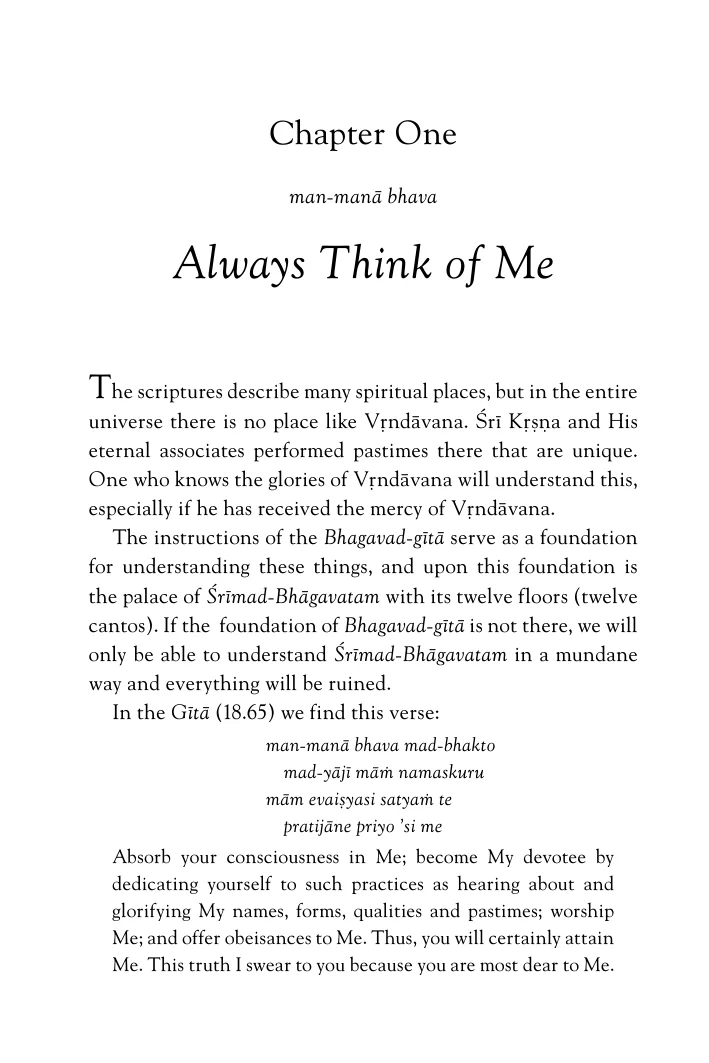 Chapter One
man-manā bhava
Always Think of Me
The scriptures describe many spiritual places, but in the entire
universe there is no place like Vṛndāvana. Śrī Kṛṣṇa and His
eternal associates performed pastimes there that are unique.
One who knows the glories of Vṛndāvana will understand this,
especially if he has received the mercy of Vṛndāvana.
The instructions of the Bhagavad-gītā serve as a foundation
for understanding these things, and upon this foundation is
the palace of Śrīmad-Bhāgavatam with its twelve floors (twelve
cantos). If the foundation of Bhagavad-gītā is not there, we will
only be able to understand Śrīmad-Bhāgavatam in a mundane
way and everything will be ruined.
In the Gītā (18.65) we find this verse:
man-manā bhava mad-bhakto
mad-yājī māṁ namaskuru
mām evaiṣyasi satyaṁ te
pratijāne priyo ’si me
Absorb your consciousness in Me; become My devotee by
dedicating yourself to such practices as hearing about and
glorifying My names, forms, qualities and pastimes; worship
Me; and offer obeisances to Me. Thus, you will certainly attain
Me. This truth I swear to you because you are most dear to Me.